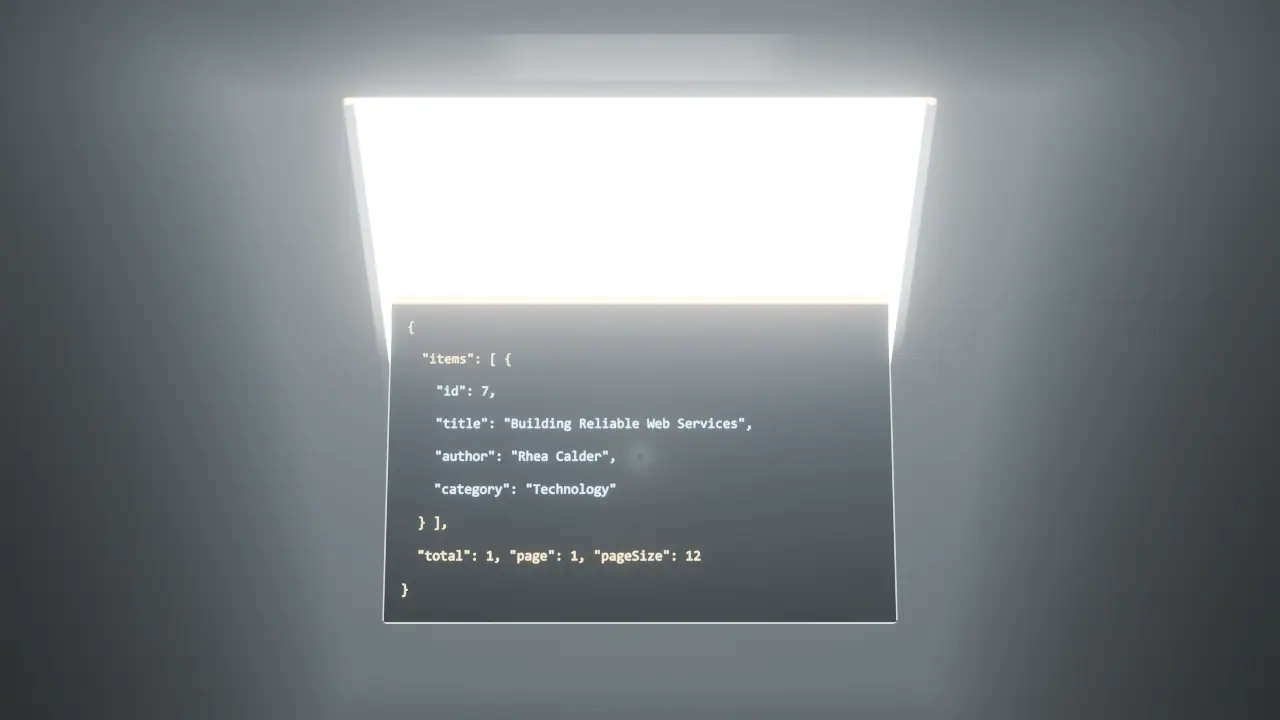 {
"items": [ {
"id": 7,
"title": "Building Reliable Web Services",
"author": "Rhea Calder",
"category": "Technology"
} ],
"total": 1, "page": 1, "pageSize": 12
}